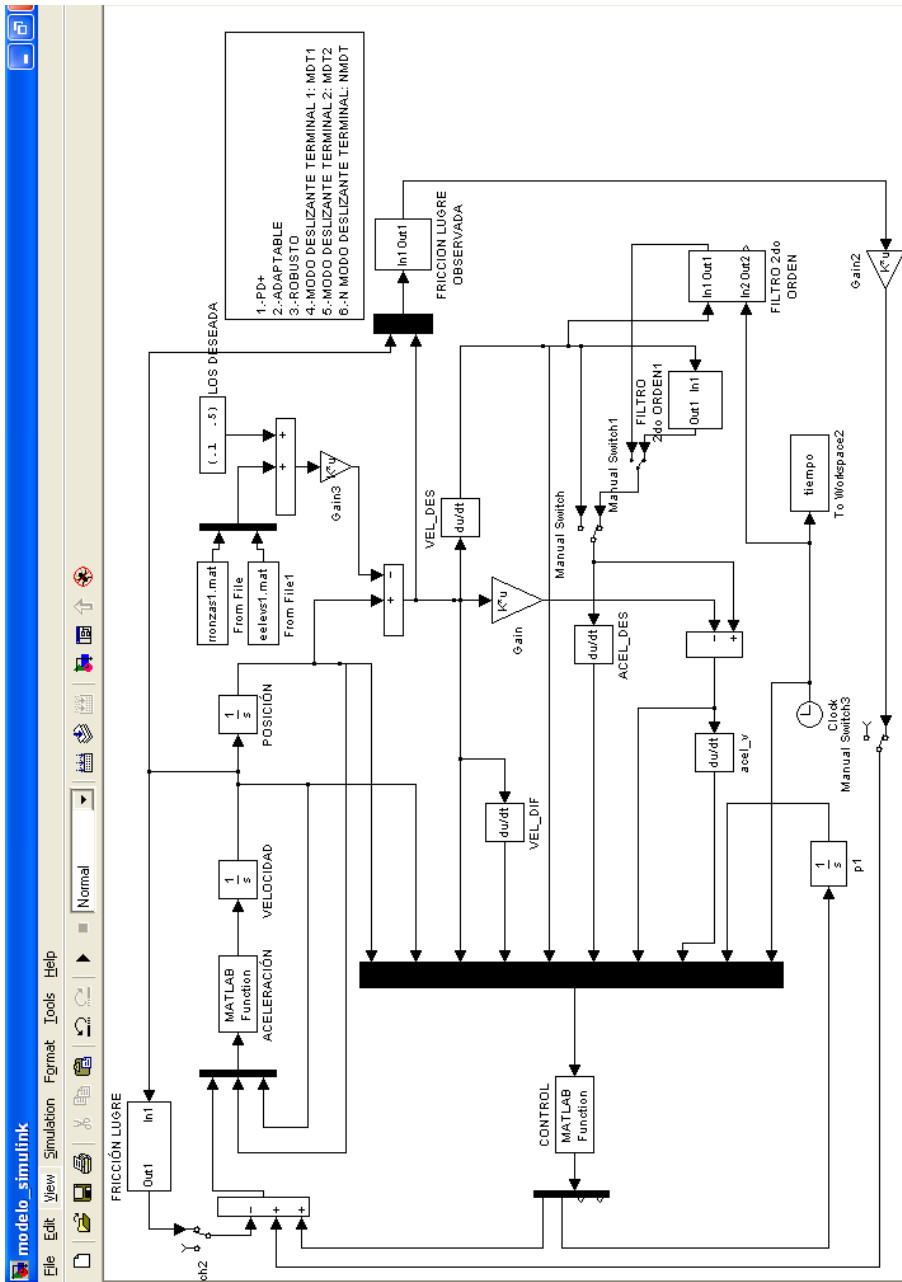 modelo_simulink
File Edit View Simulation Format Tools Help
Normal
FRICCIÓN LUGRE
Out1 In1
ch2
MATLAB
Function
ACELERACIÓN
1
s
VELOCIDAD
1
s
POSICIÓN
rronzas1.mat
From File
eelevs1.mat
From File1
(.1 .5)
LOS DESEADA
K*u
Gain3
1.-PD+
2.-ADAPTABLE
3.-ROBUSTO
4.-MODO DESLIZANTE TERMINAL 1: MDT1
5.-MODO DESLIZANTE TERMINAL 2: MDT2
6.-N MODO DESLIZANTE TERMINAL: NMDT
In1 Out1
FRICCION LUGRE
OBSERVADA
VEL_DES
du/dt
K*u
Gain
du/dt
VEL_DIF
Manual Switch
Manual Switch1
FILTRO
2do ORDEN1
Out1 In1
In1 Out1
In2 Out2
FILTRO 2do
ORDEN
du/dt
ACEL_DES
du/dt
acel_v
CONTROL
MATLAB
Function
1
s
p1
Clock
Manual Switch3
tiempo
To Workspace2
K*u
Gain2